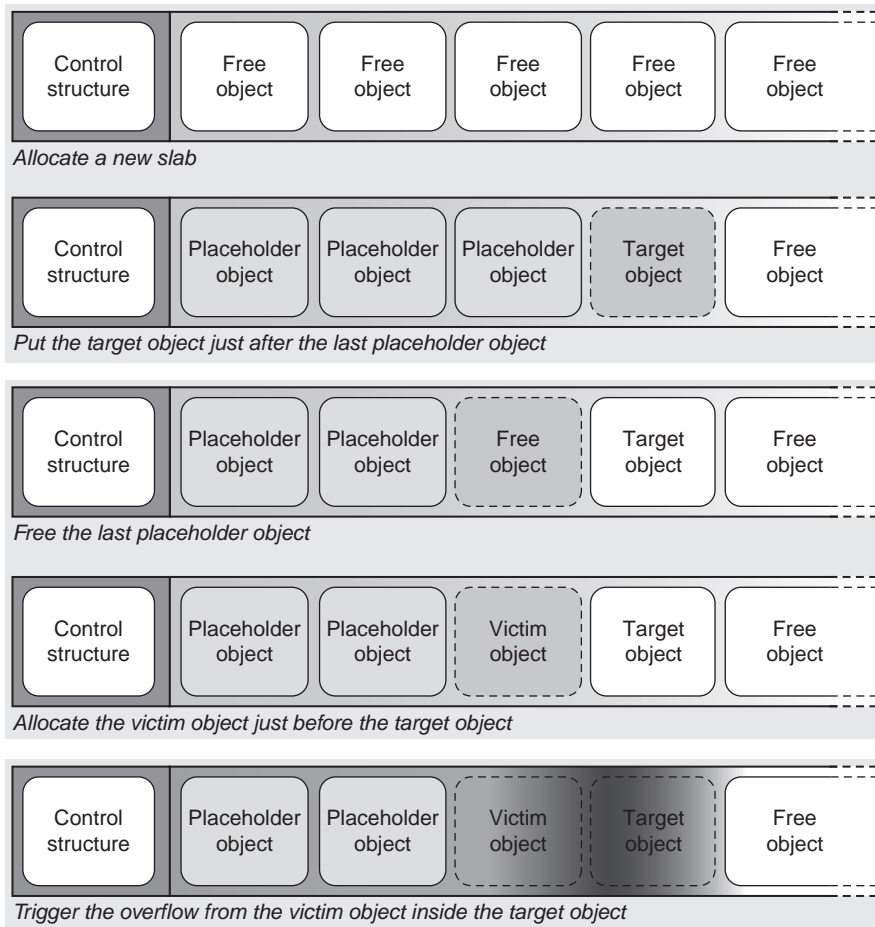 Control Free Free Free Free Free
structure object object object object object
Allocate a new slab
Control Placeholder Placeholder Placeholder Target Free
structure object object object object object
Put the target object just after the last placeholder object
Control Placeholder Placeholder Free Target Free
structure object object object object object
Free the last placeholder object
Control Placeholder Placeholder Victim Target Free
structure object object object object object
Allocate the victim object just before the target object
Control Placeholder Placeholder Victim Target Free
structure object object object object object
Trigger the overflow from the victim object inside the target object